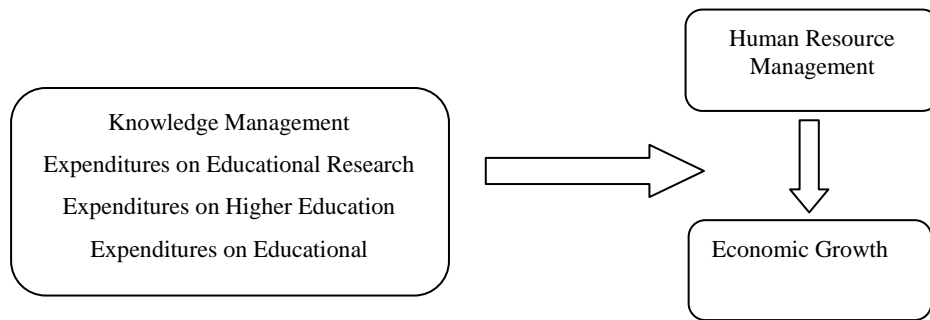 Human Resource
Management
Knowledge Management
Expenditures on Educational Research
Expenditures on Higher Education
Expenditures on Educational
Economic Growth